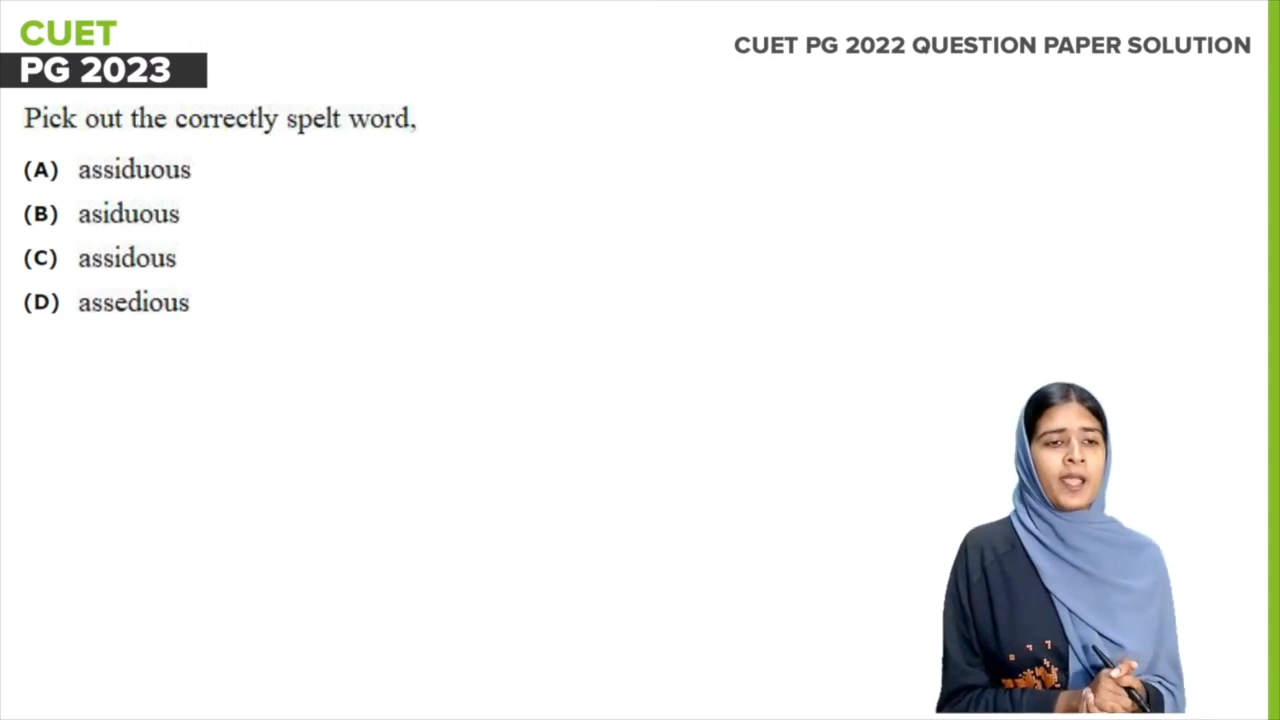 CUET
PG 2023
CUET PG 2022 QUESTION PAPER SOLUTION
Pick out the correctly spelt word,
(A) assiduous
(B) asiduous
(C) assidous
(D) assedious